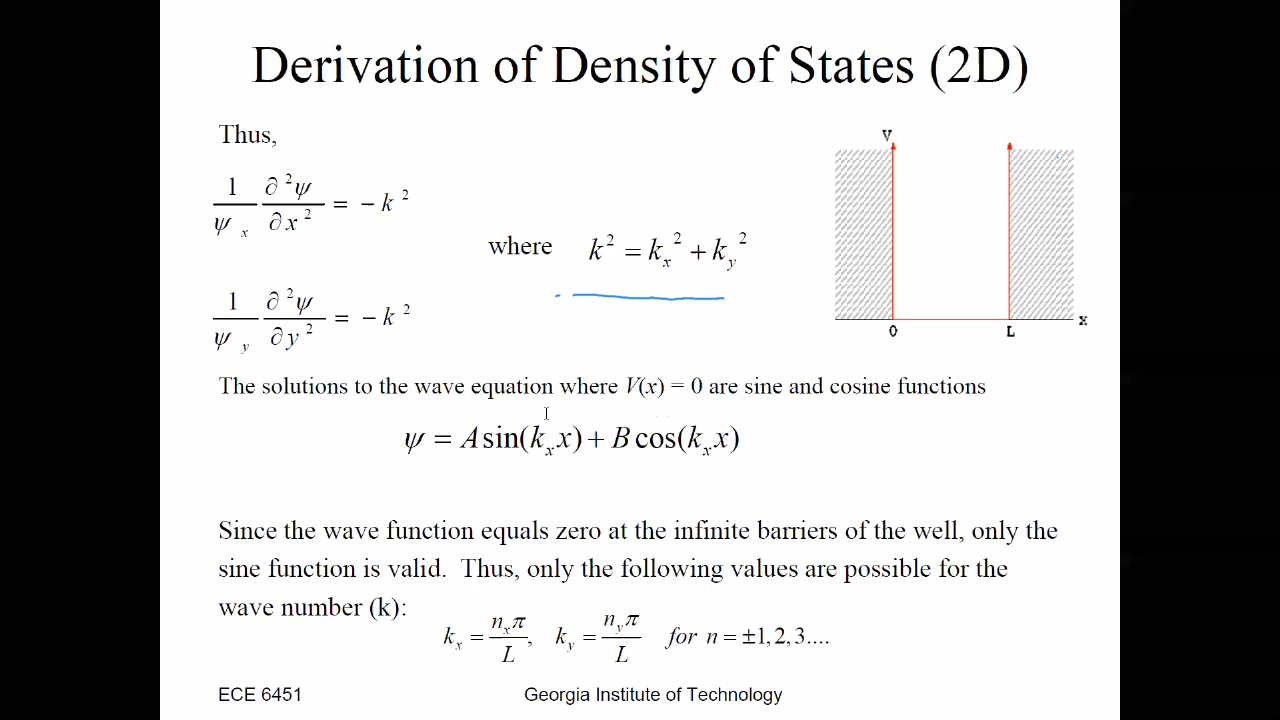 Derivation of Density of States (2D)
Thus,
1/ψ_x ∂²ψ/∂x² = −k²
where k² = k_x² + k_y²
1/ψ_y ∂²ψ/∂y² = −k²
V
0 L x
The solutions to the wave equation where V(x) = 0 are sine and cosine functions
ψ = A sin(k_x x) + B cos(k_x x)
Since the wave function equals zero at the infinite barriers of the well, only the
sine function is valid. Thus, only the following values are possible for the
wave number (k):
k_x = n_x π/L, k_y = n_y π/L for n = ±1, 2, 3....
ECE 6451 Georgia Institute of Technology